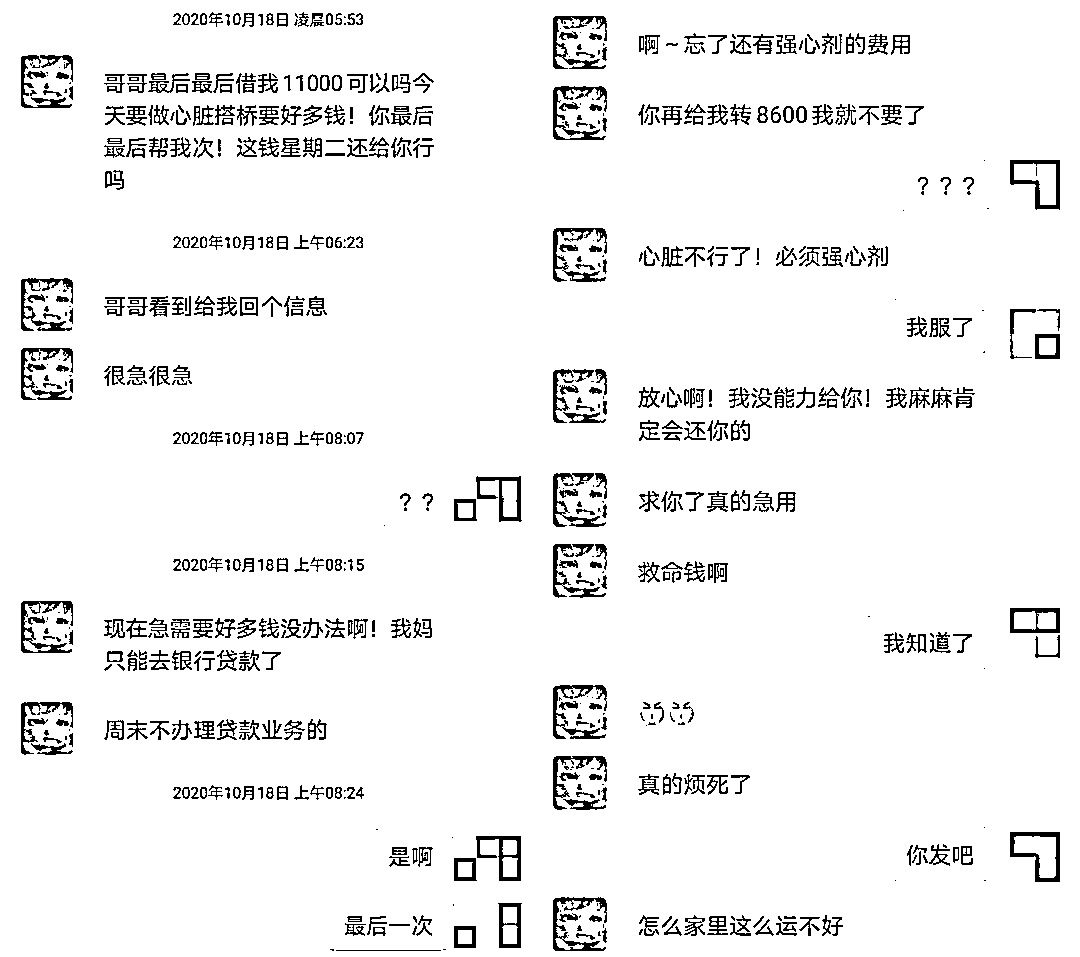 2020年10月18日 凌晨05:53
哥哥最后最后借我11000可以吗今
天要做心脏搭桥要好多钱！你最后
最后帮我次！这钱星期二还给你行
吗
2020年10月18日 上午06:23
哥哥看到给我回个信息
很急很急
2020年10月18日 上午08:07
？？
2020年10月18日 上午08:15
现在急需要好多钱没办法啊！我妈
只能去银行贷款了
周末不办理贷款业务的
2020年10月18日 上午08:24
是啊
最后一次
啊~忘了还有强心剂的费用
你再给我转8600我就不要了
？？？
心脏不行了！必须强心剂
我服了
放心啊！我没能力给你！我麻麻肯
定会还你的
求你了真的急用
救命钱啊
我知道了
真的烦死了
你发吧
怎么家里这么运不好